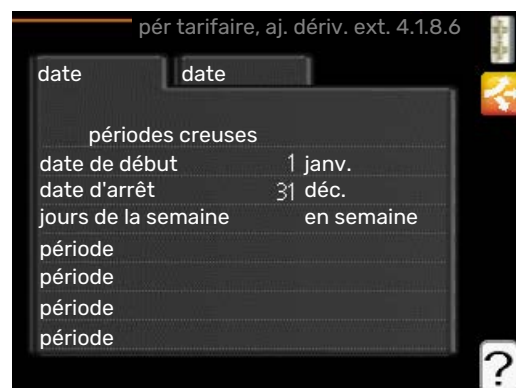 pér tarifaire, aj. dériv. ext. 4.1.8.6
date date
périodes creuses
date de début 1 janv.
date d'arrêt 31 déc.
jours de la semaine en semaine
période
période
période
période
?